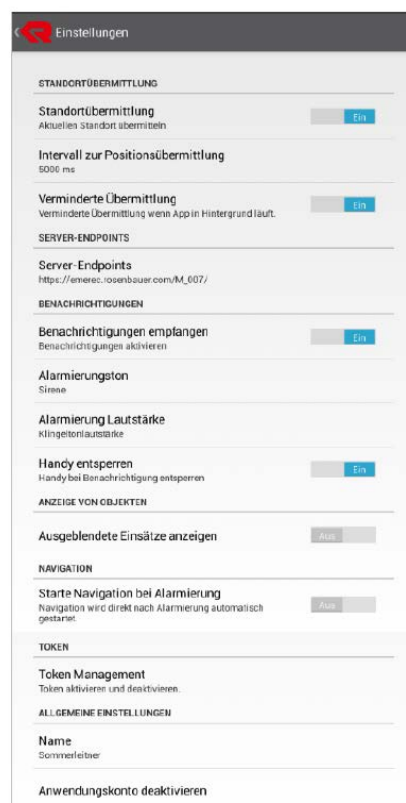 Einstellungen
STANDORTÜBERMITTLUNG
Standortübermittlung
Aktuellen Standort übermitteln
Ein
Intervall zur Positionsübermittlung
5000 ms
Verminderte Übermittlung
Verminderte Übermittlung wenn App in Hintergrund läuft.
Ein
SERVER-ENDPOINTS
Server-Endpoints
https://emerec.rosenbauer.com/M_007/
BENACHRICHTIGUNGEN
Benachrichtigungen empfangen
Benachrichtigungen aktivieren
Ein
Alarmierungston
Sirene
Alarmierung Lautstärke
Klingeltonlautstärke
Handy entsperren
Handy bei Benachrichtigung entsperren
Ein
ANZEIGE VON OBJEKTEN
Ausgeblendete Einsätze anzeigen
Aus
NAVIGATION
Starte Navigation bei Alarmierung
Navigation wird direkt nach Alarmierung automatisch
gestartet
Aus
TOKEN
Token Management
Token aktivieren und deaktivieren.
ALLGEMEINE EINSTELLUNGEN
Name
Sommerleitner
Anwendungskonto deaktivieren